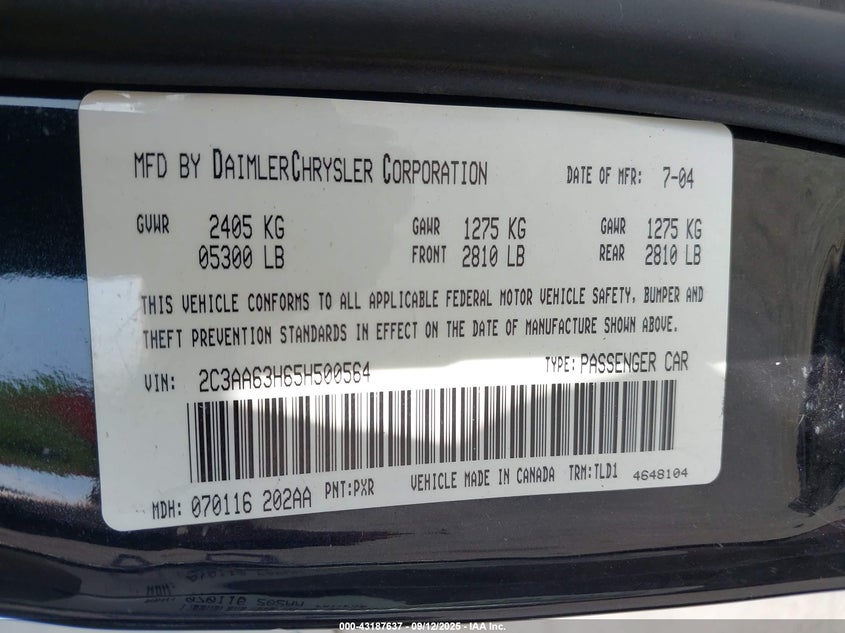 MFD BY DAIMLERCHRYSLER CORPORATION DATE OF MFR: 7-04
GVWR 2405 KG GAWR 1275 KG GAWR 1275 KG
05300 LB FRONT 2810 LB REAR 2810 LB
THIS VEHICLE CONFORMS TO ALL APPLICABLE FEDERAL MOTOR VEHICLE SAFETY, BUMPER AND
THEFT PREVENTION STANDARDS IN EFFECT ON THE DATE OF MANUFACTURE SHOWN ABOVE.
VIN: 2C3AA63H65H500564 TYPE: PASSENGER CAR
MDH: 070116 202AA PNT:PXR VEHICLE MADE IN CANADA TRM:TLD1 4648104
000-43187637 - 09/12/2025 - IAA Inc.